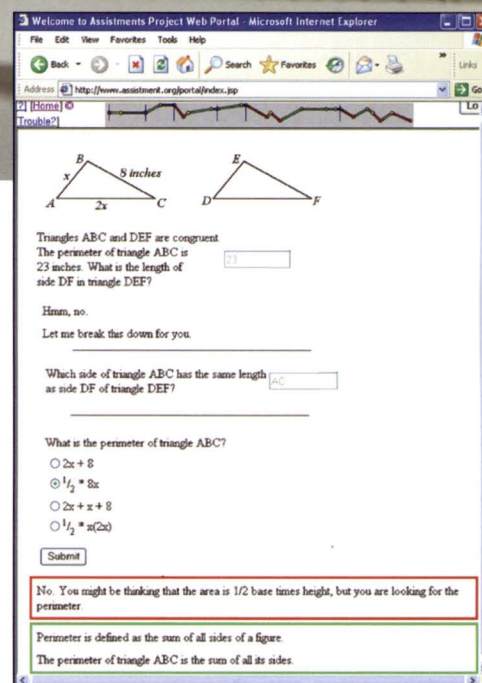 Welcome to Assistments Project Web Portal - Microsoft Internet Explorer
File Edit View Favorites Tools Help
Back Search Favorites Links
Address http://www.assistment.org/portal/index.jsp Go
[?] [Home] ©
Trouble?]
Lo
B
x 8 inches
A 2x C
E
D F
Triangles ABC and DEF are congruent
The perimeter of triangle ABC is
23 inches. What is the length of
side DF in triangle DEF?
23
Hmm, no.
Let me break this down for you.
Which side of triangle ABC has the same length
as side DF of triangle DEF?
AC
What is the perimeter of triangle ABC?
2x + 8
1/2 * 8x
2x + x + 8
1/2 * x(2x)
Submit
No. You might be thinking that the area is 1/2 base times height, but you are looking for the
perimeter.
Perimeter is defined as the sum of all sides of a figure.
The perimeter of triangle ABC is the sum of all its sides.